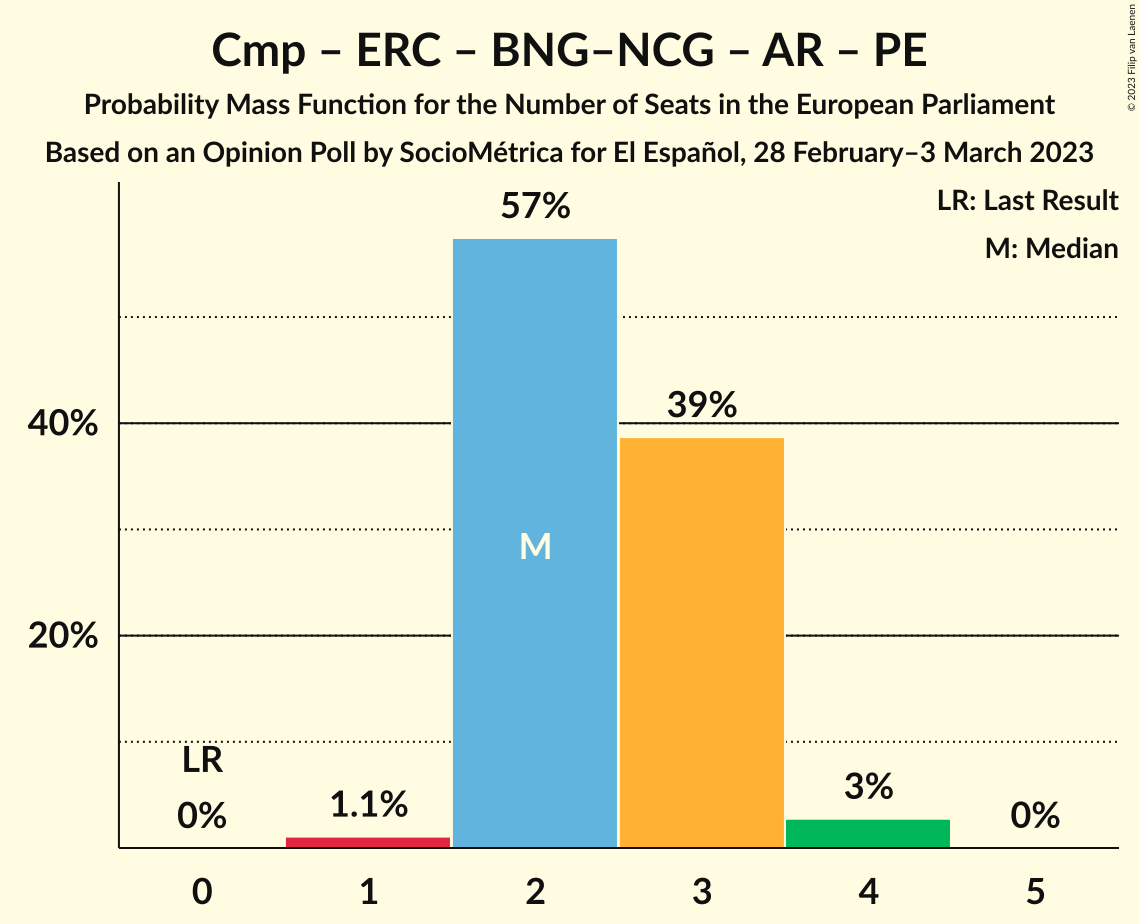 Cmp – ERC – BNG–NCG – AR – PE
Probability Mass Function for the Number of Seats in the European Parliament
Based on an Opinion Poll by SocioMétrica for El Español, 28 February–3 March 2023
© 2023 Filip van Laenen
LR: Last Result
M: Median
57%
39%
40%
M
20%
LR
0%
1.1%
3%
0%
0
1
2
3
4
5